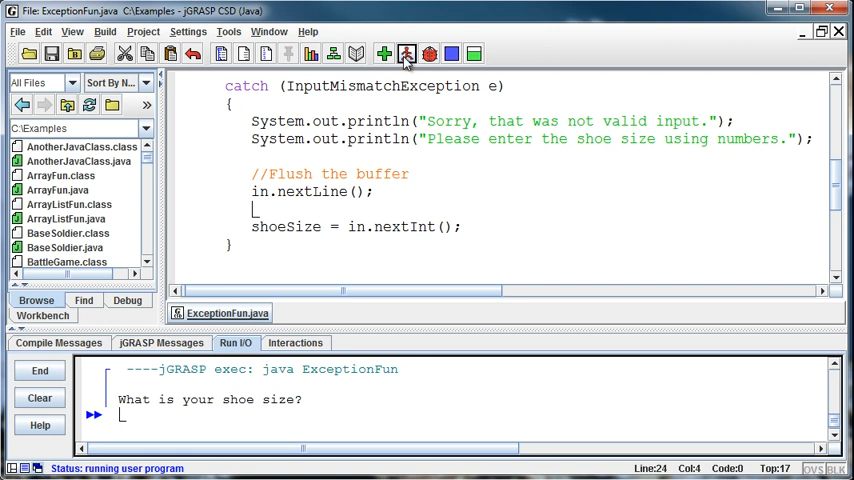 File: ExceptionFun.java C:\Examples - jGRASP CSD (Java)
File Edit View Build Project Settings Tools Window Help
All Files Sort By N...
C:\Examples
AnotherJavaClass.class
AnotherJavaClass.java
ArrayFun.class
ArrayFun.java
ArrayListFun.class
ArrayListFun.java
BaseSoldier.class
BaseSoldier.java
BattleGame.class
Browse Find Debug
Workbench
catch (InputMismatchException e)
{
System.out.println("Sorry, that was not valid input.");
System.out.println("Please enter the shoe size using numbers.");
//Flush the buffer
in.nextLine();
shoeSize = in.nextInt();
}
ExceptionFun.java
Compile Messages jGRASP Messages Run I/O Interactions
End
Clear
Help
----jGRASP exec: java ExceptionFun
What is your shoe size?
Status: running user program Line:24 Col:4 Code:0 Top:17 OVS BLK